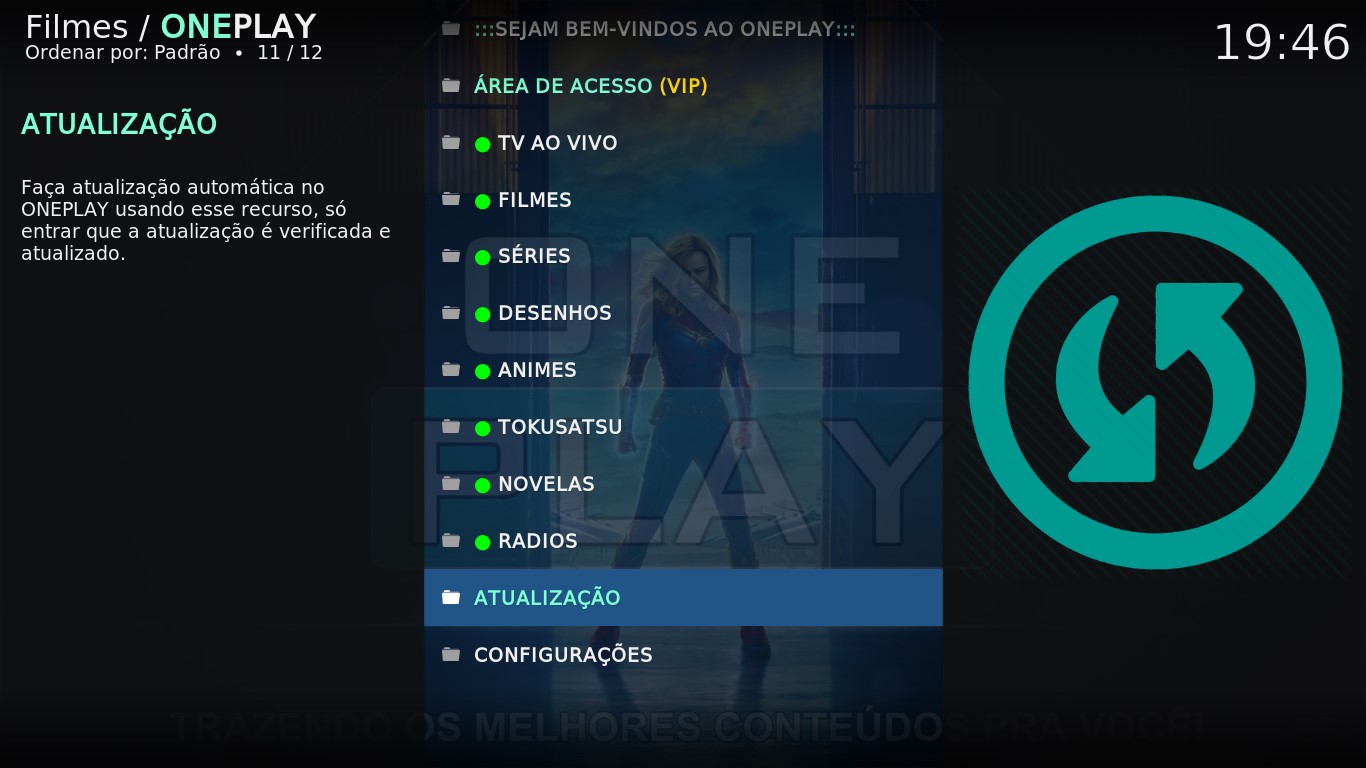 Filmes / ONEPLAY
Ordenar por: Padrão • 11 / 12
19:46
ATUALIZAÇÃO
Faça atualização automática no
ONEPLAY usando esse recurso, só
entrar que a atualização é verificada e
atualizado.
:::SEJAM BEM-VINDOS AO ONEPLAY:::
ÁREA DE ACESSO (VIP)
TV AO VIVO
FILMES
SÉRIES
DESENHOS
ANIMES
TOKUSATSU
NOVELAS
RADIOS
ATUALIZAÇÃO
CONFIGURAÇÕES
ONE
PLAY
TRAZENDO OS MELHORES CONTEÚDOS PRA VOCÊ!